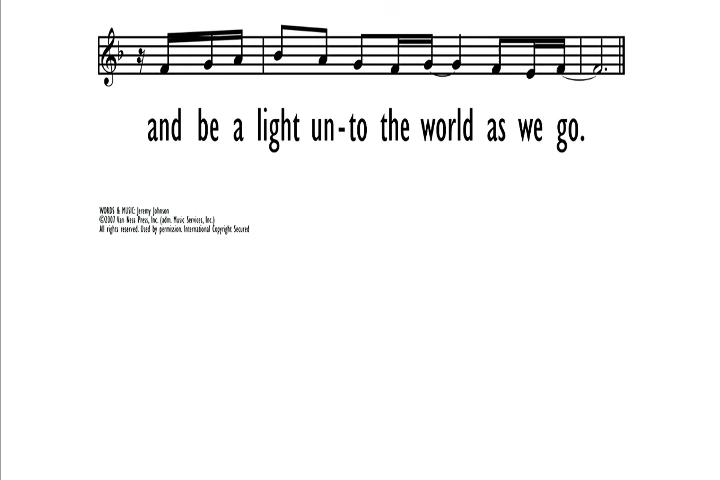 and be a light un-to the world as we go.
WORDS & MUSIC: Jeremy Johnson
©2007 Van Ness Press, Inc. (adm. Music Services, Inc.)
All rights reserved. Used by permission. International Copyright Secured